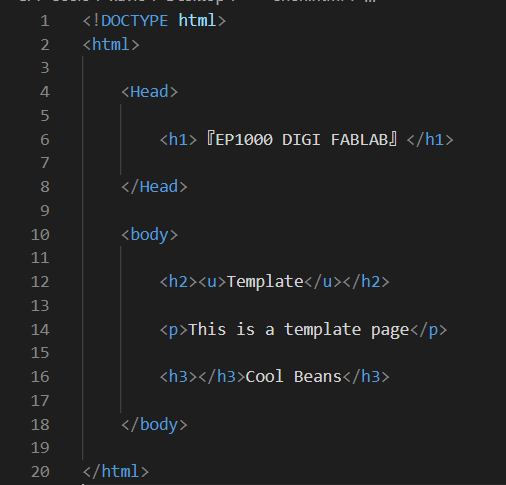 1 <!DOCTYPE html>
2 <html>
3
4 <Head>
5
6 <h1>『EP1000 DIGI FABLAB』</h1>
7
8 </Head>
9
10 <body>
11
12 <h2><u>Template</u></h2>
13
14 <p>This is a template page</p>
15
16 <h3></h3>Cool Beans</h3>
17
18 </body>
19
20 </html>